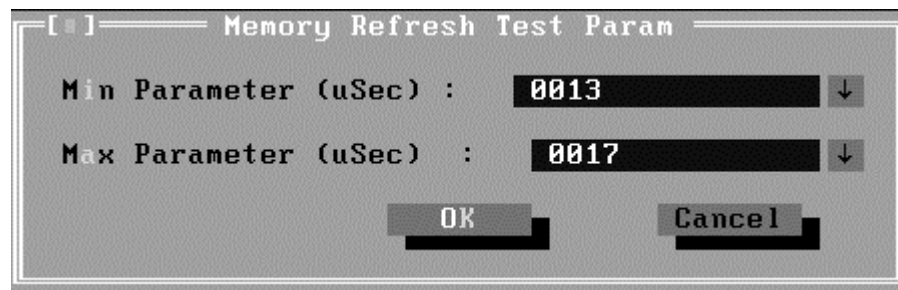 [■] Memory Refresh Test Param
Min Parameter (uSec) : 0013 ↓
Max Parameter (uSec) : 0017 ↓
OK Cancel